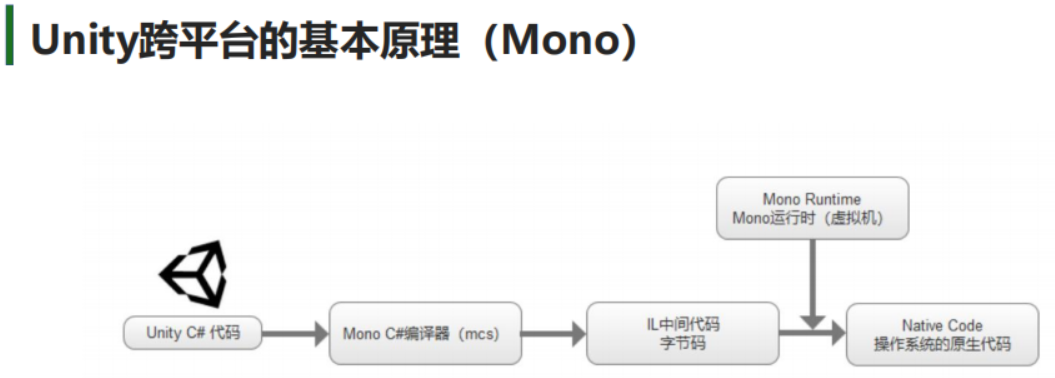 Unity跨平台的基本原理（Mono）
Mono Runtime
Mono运行时（虚拟机）
Unity C# 代码
Mono C#编译器（mcs）
IL中间代码
字节码
Native Code
操作系统的原生代码